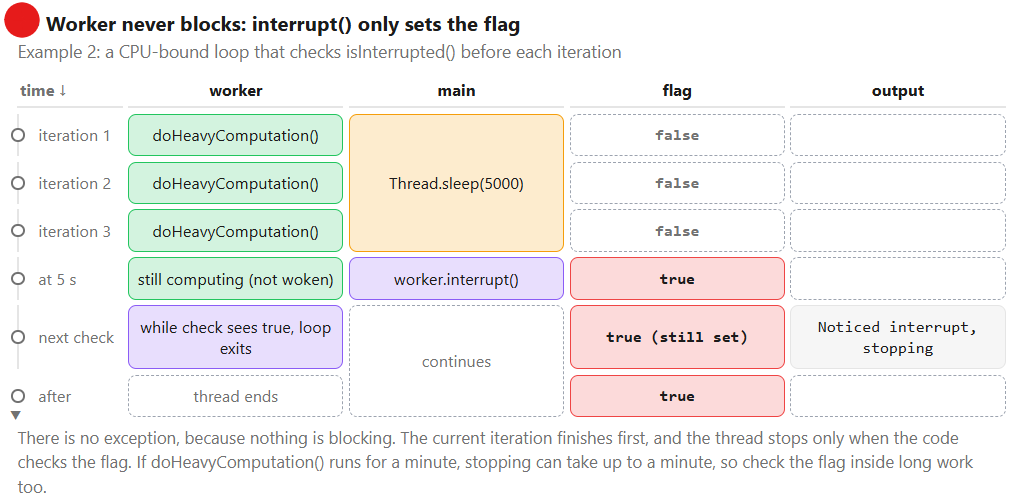 Worker never blocks: interrupt() only sets the flag
Example 2: a CPU-bound loop that checks isInterrupted() before each iteration
time ↓ worker main flag output
iteration 1 doHeavyComputation() false
iteration 2 doHeavyComputation() Thread.sleep(5000) false
iteration 3 doHeavyComputation() false
at 5 s still computing (not woken) worker.interrupt() true
next check while check sees true, loop
exits
true (still set) Noticed interrupt,
stopping
continues
after thread ends true
There is no exception, because nothing is blocking. The current iteration finishes first, and the thread stops only when the code
checks the flag. If doHeavyComputation() runs for a minute, stopping can take up to a minute, so check the flag inside long work
too.